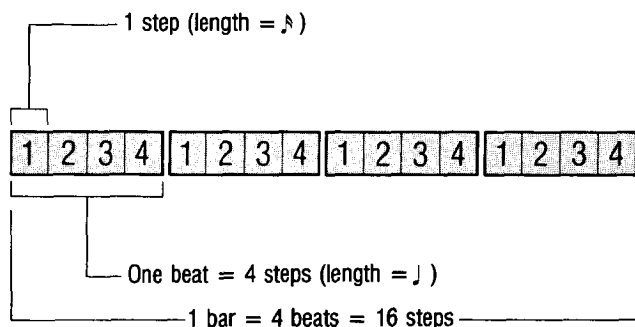 1 step (length = 𝅘𝅥𝅯 )
1 2 3 4 1 2 3 4 1 2 3 4 1 2 3 4
One beat = 4 steps (length = ♩ )
1 bar = 4 beats = 16 steps